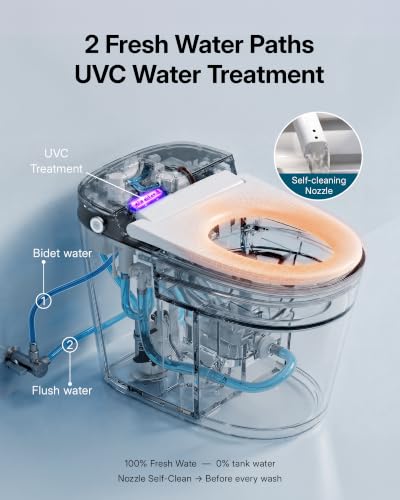 2 Fresh Water Paths
UVC Water Treatment
UVC
Treatment
Self-cleaning
Nozzle
Bidet water
1
2
Flush water
100% Fresh Wate — 0% tank water
Nozzle Self-Clean → Before every wash